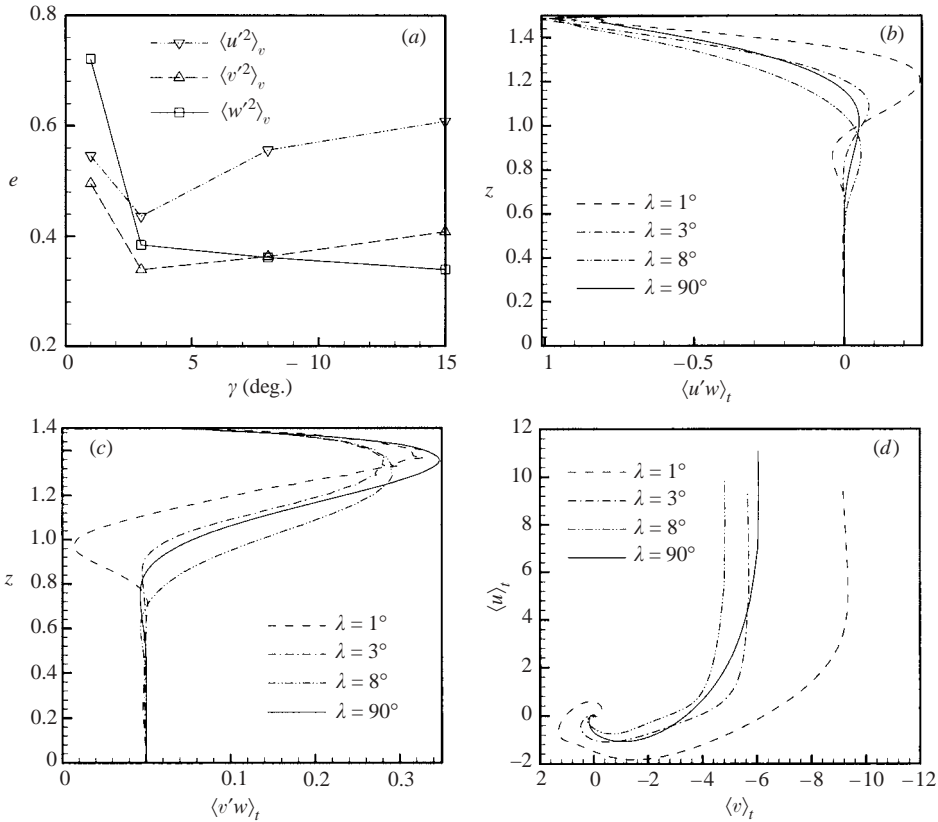 0.8
(a)
⟨u′²⟩ᵥ
⟨v′²⟩ᵥ
⟨w′²⟩ᵥ
0.6
e
0.4
0.2
0 5 −10 15
γ (deg.)
1.4
(b)
1.2
1.0
z
0.8
0.6
0.4
0.2
0
λ = 1°
λ = 3°
λ = 8°
λ = 90°
1 −0.5 0
⟨u′w⟩ₜ
1.4
(c)
1.2
1.0
z
0.8
0.6
0.4
0.2
0
λ = 1°
λ = 3°
λ = 8°
λ = 90°
0 0.1 0.2 0.3
⟨v′w⟩ₜ
12
(d)
10
8
6
⟨u⟩ₜ
4
2
0
−2
λ = 1°
λ = 3°
λ = 8°
λ = 90°
2 0 −2 −4 −6 −8 −10 −12
⟨v⟩ₜ